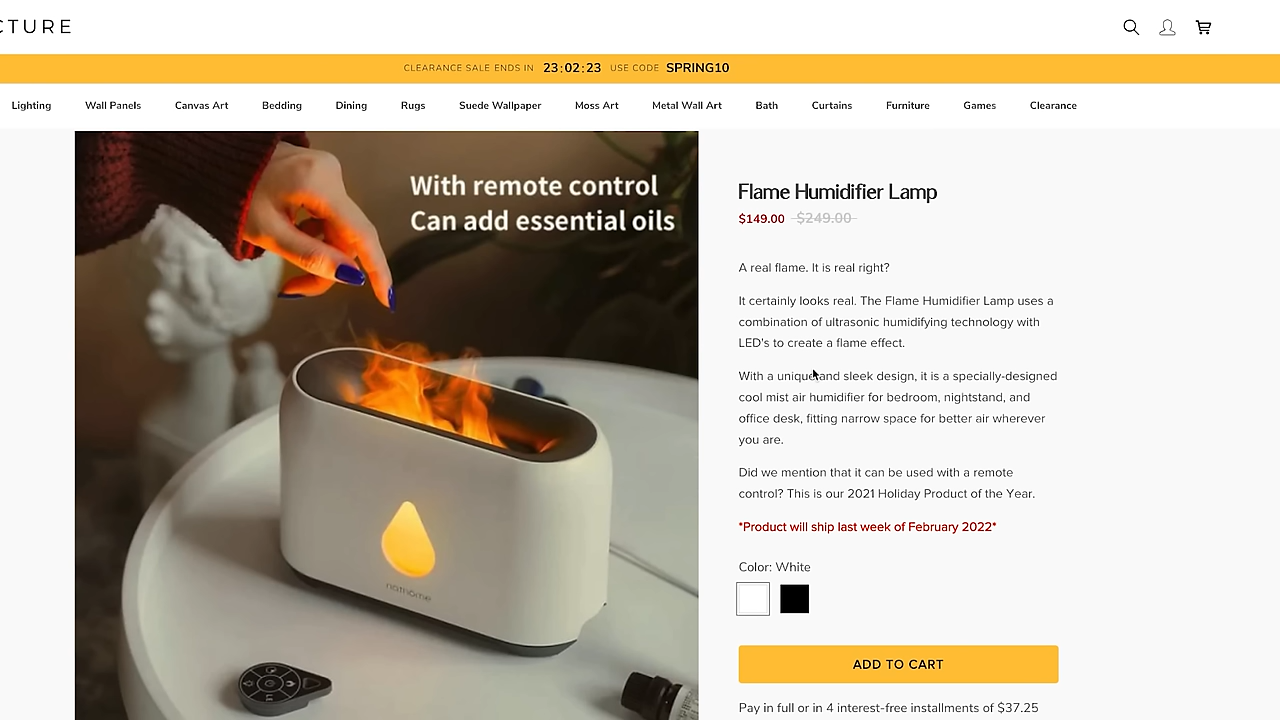 CTURE
CLEARANCE SALE ENDS IN 23:02:23 USE CODE SPRING10
Lighting Wall Panels Canvas Art Bedding Dining Rugs Suede Wallpaper Moss Art Metal Wall Art Bath Curtains Furniture Games Clearance
With remote control
Can add essential oils
nathome
Flame Humidifier Lamp
$149.00 $249.00
A real flame. It is real right?
It certainly looks real. The Flame Humidifier Lamp uses a
combination of ultrasonic humidifying technology with
LED's to create a flame effect.
With a unique and sleek design, it is a specially-designed
cool mist air humidifier for bedroom, nightstand, and
office desk, fitting narrow space for better air wherever
you are.
Did we mention that it can be used with a remote
control? This is our 2021 Holiday Product of the Year.
*Product will ship last week of February 2022*
Color: White
ADD TO CART
Pay in full or in 4 interest-free installments of $37.25